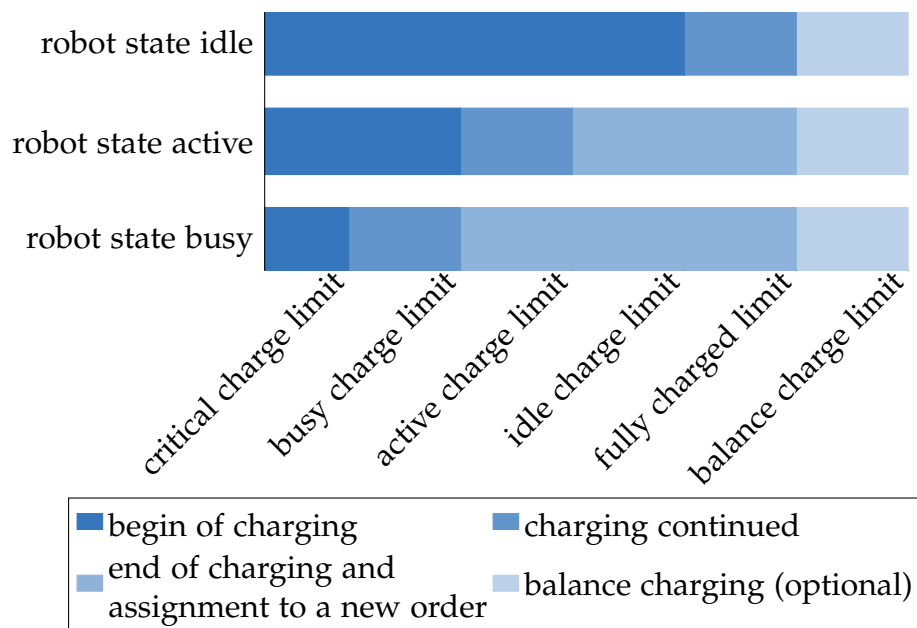 robot state idle
robot state active
robot state busy
critical charge limit
busy charge limit
active charge limit
idle charge limit
fully charged limit
balance charge limit
begin of charging
charging continued
end of charging and
assignment to a new order
balance charging (optional)